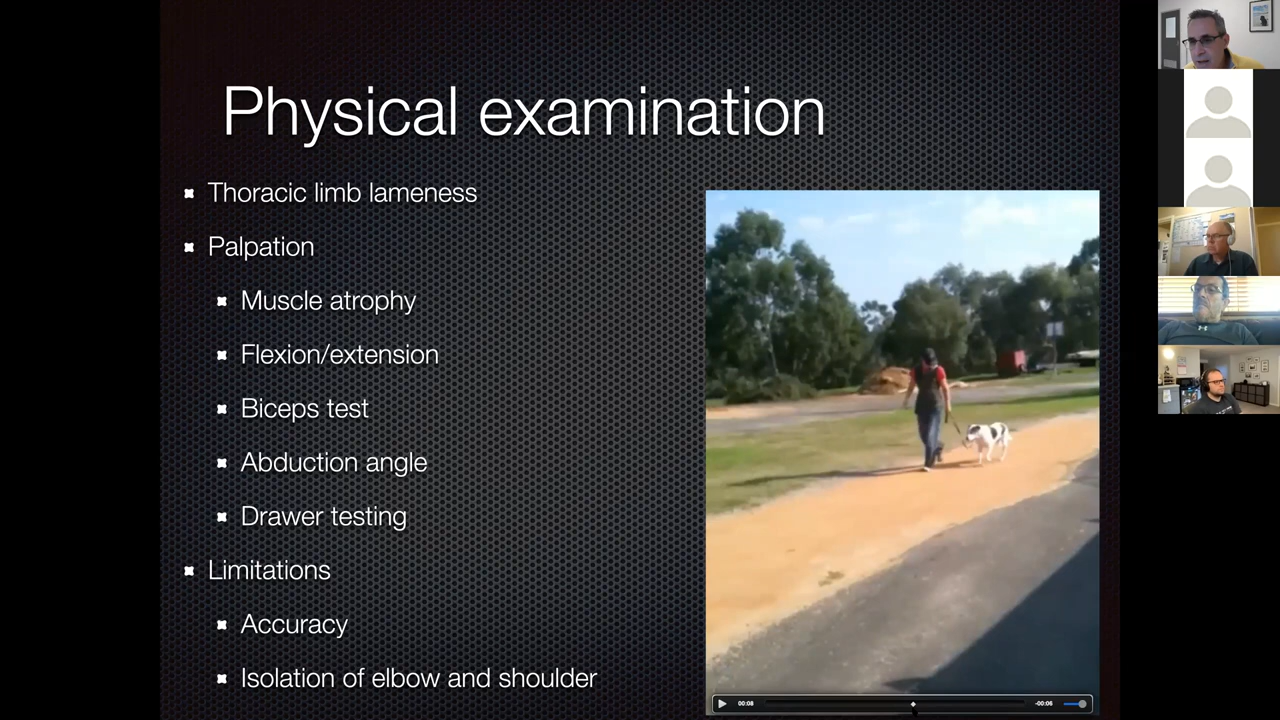 Physical examination
Thoracic limb lameness
Palpation
Muscle atrophy
Flexion/extension
Biceps test
Abduction angle
Drawer testing
Limitations
Accuracy
Isolation of elbow and shoulder
00:08
-00:06